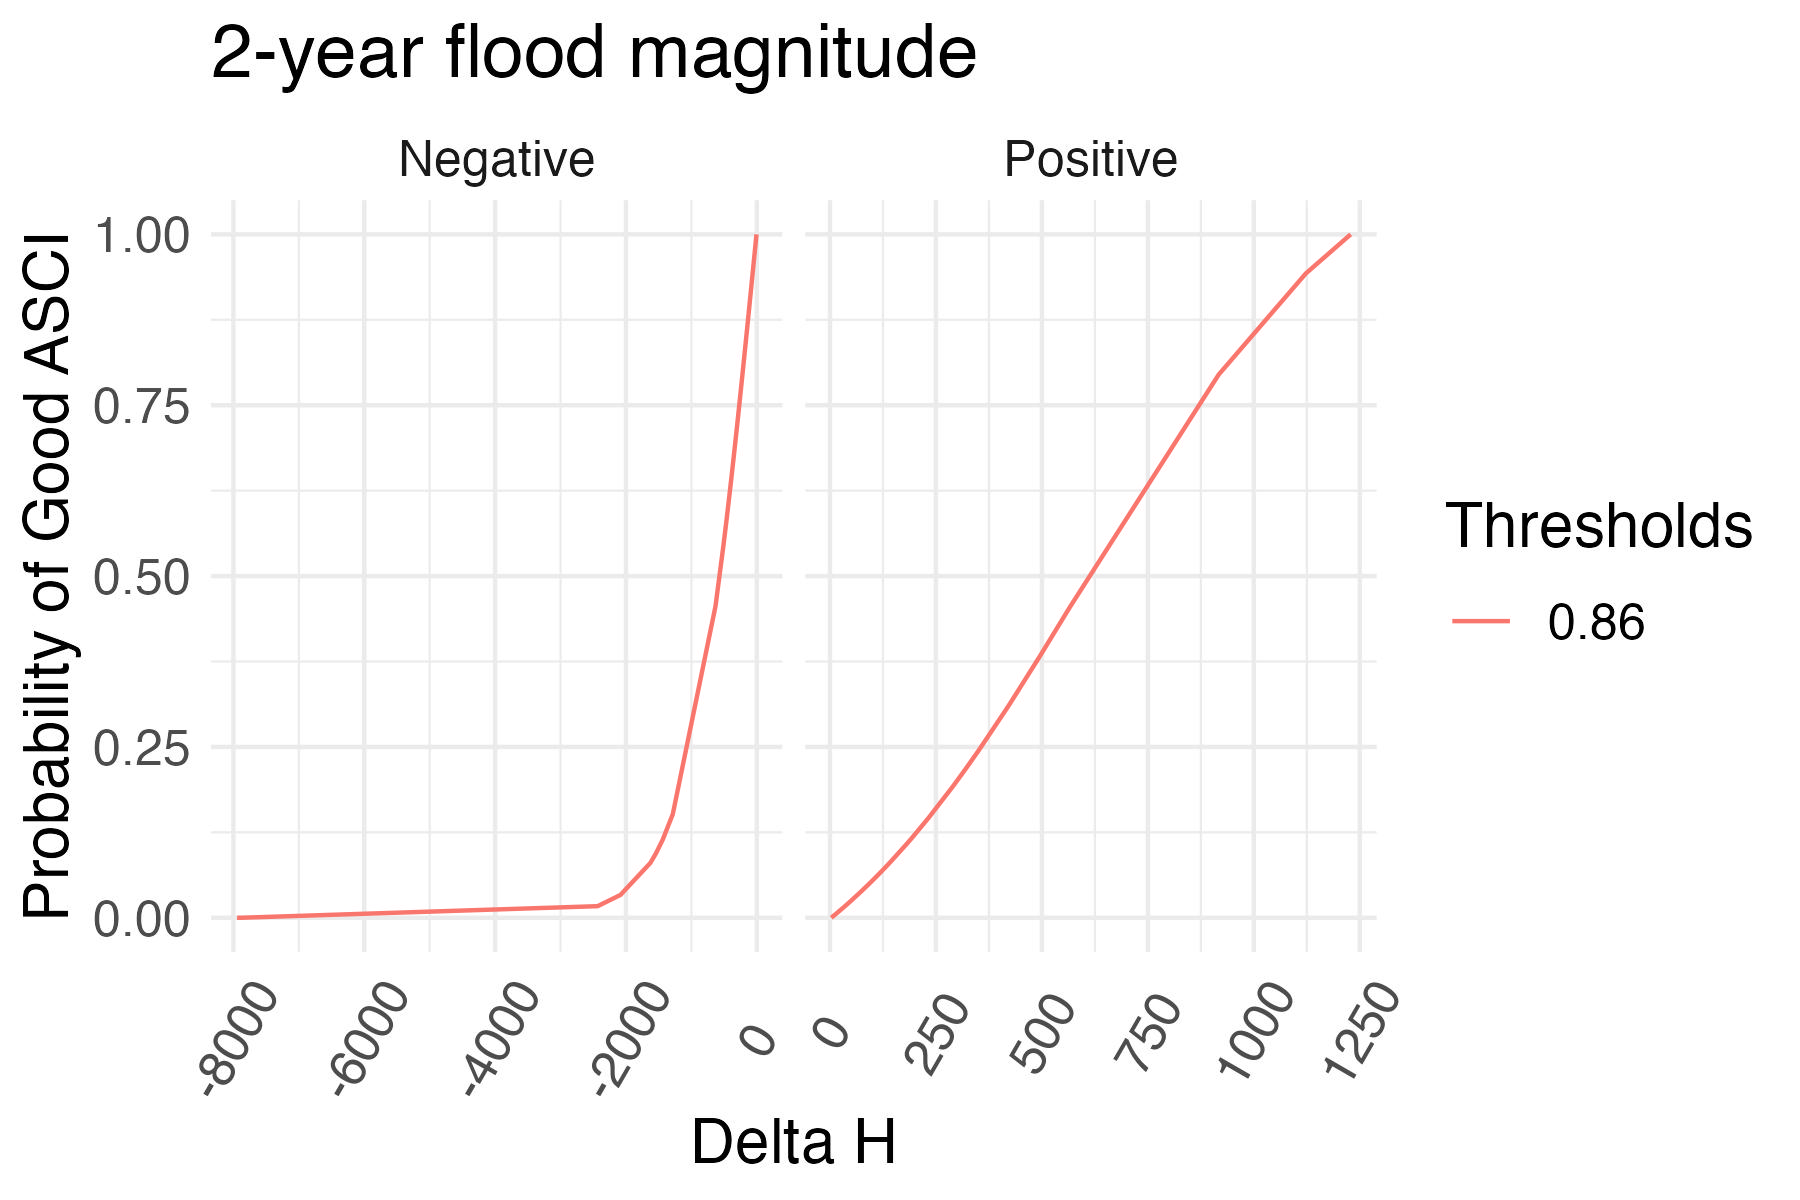 2-year flood magnitude
Negative
Positive
Probability of Good ASCI
1.00
0.75
0.50
0.25
0.00
-8000
-6000
-4000
-2000
0
0
250
500
750
1000
1250
Delta H
Thresholds
0.86